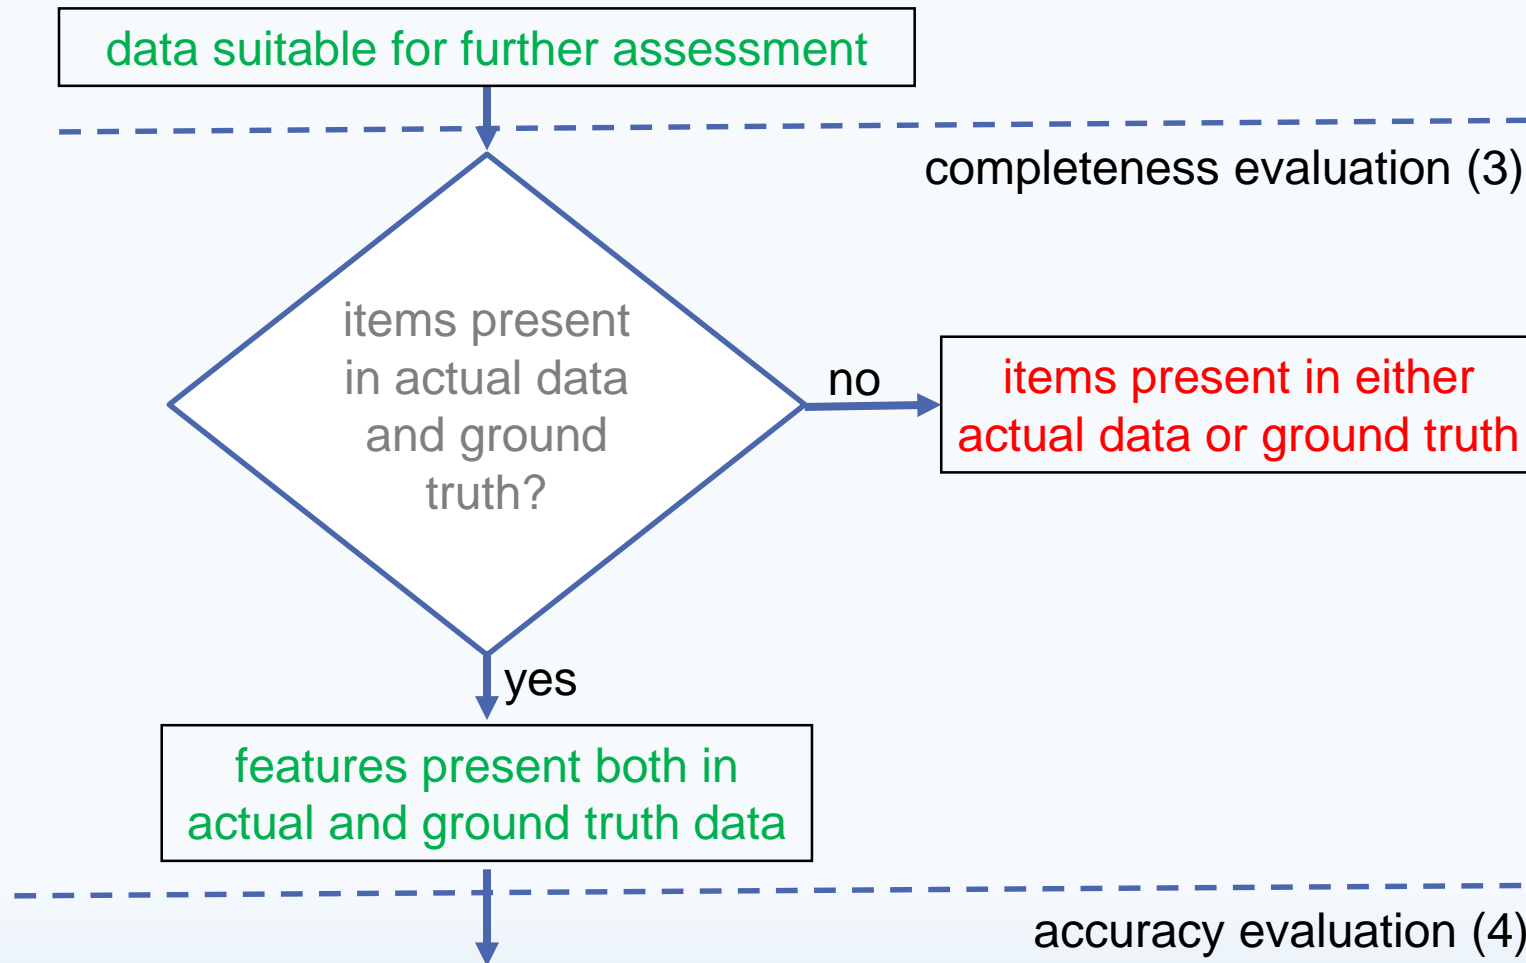 data suitable for further assessment
completeness evaluation (3)
items present
in actual data
and ground
truth?
no
items present in either
actual data or ground truth
yes
features present both in
actual and ground truth data
accuracy evaluation (4)